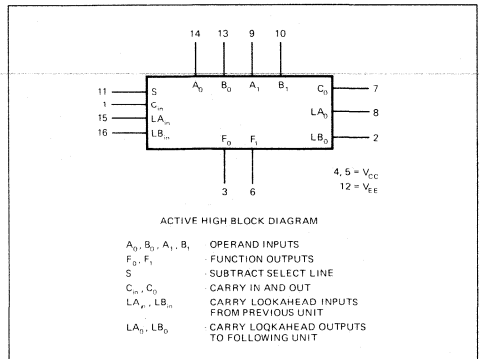 14 13 9 10
A₀ B₀ A₁ B₁
11 S C₀ 7
1 Cᵢₙ
15 LAᵢₙ LA₀ 8
16 LBᵢₙ LB₀ 2
F₀ F₁
3 6
4, 5 = V_CC
12 = V_EE
ACTIVE HIGH BLOCK DIAGRAM
A₀, B₀, A₁, B₁ OPERAND INPUTS
F₀, F₁ FUNCTION OUTPUTS
S SUBTRACT SELECT LINE
Cᵢₙ, C₀ CARRY IN AND OUT
LAᵢₙ, LBᵢₙ CARRY LOOKAHEAD INPUTS
FROM PREVIOUS UNIT
LA₀, LB₀ CARRY LOOKAHEAD OUTPUTS
TO FOLLOWING UNIT